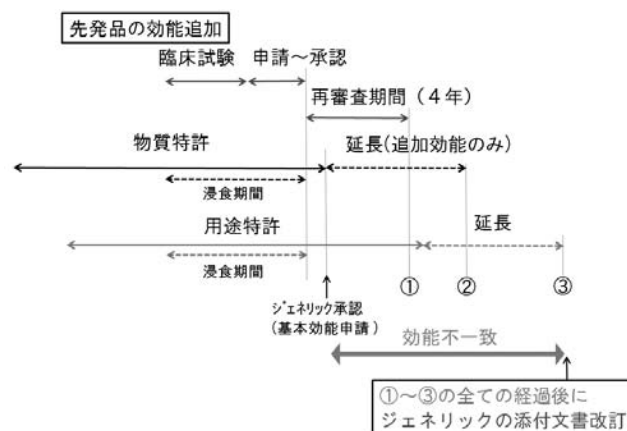 先発品の効能追加
臨床試験 申請～承認
再審査期間（４年）
物質特許 延長(追加効能のみ)
浸食期間
用途特許 延長
浸食期間
① ② ③
ｼﾞｪﾈﾘｯｸ承認
(基本効能申請)
効能不一致
①～③の全ての経過後に
ジェネリックの添付文書改訂